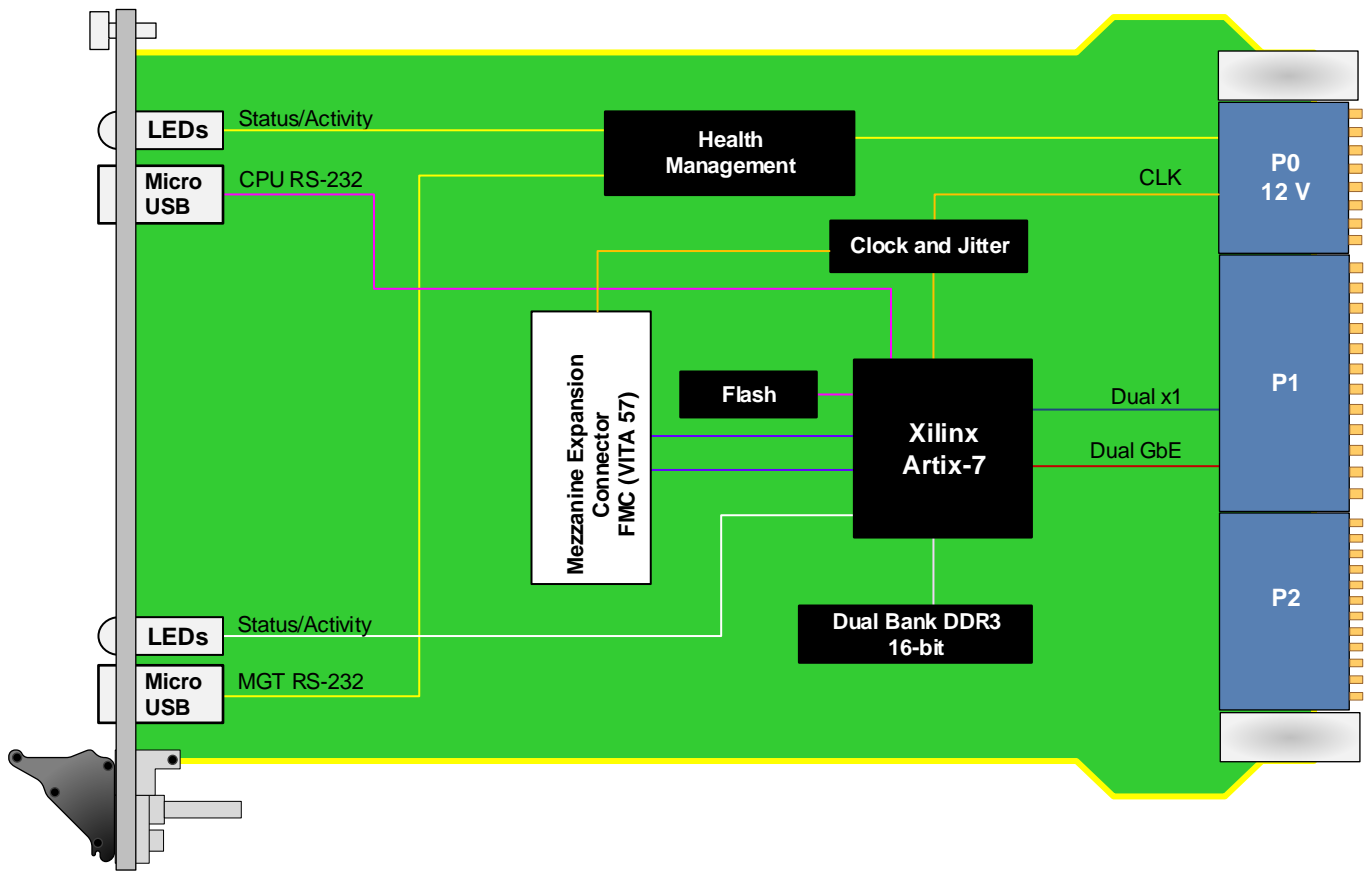 LEDs
Status/Activity
Health
Management
P0
12 V
Micro
USB
CPU RS-232
CLK
Clock and Jitter
Mezzanine Expansion
Connector
FMC (VITA 57)
Flash
Xilinx
Artix-7
Dual x1
Dual GbE
P1
P2
LEDs
Status/Activity
Dual Bank DDR3
16-bit
Micro
USB
MGT RS-232